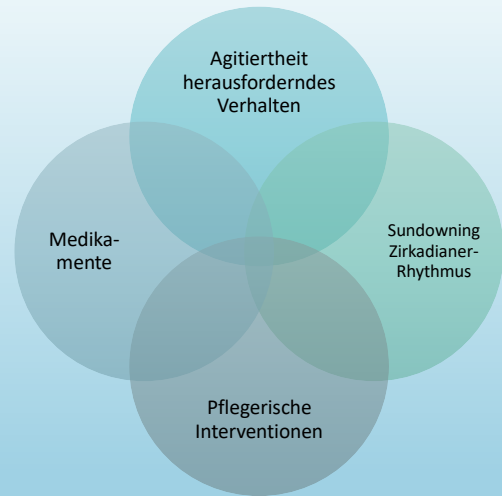 Agitiertheit
herausforderndes
Verhalten
Medika-
mente
Sundowning
Zirkadianer-
Rhythmus
Pflegerische
Interventionen